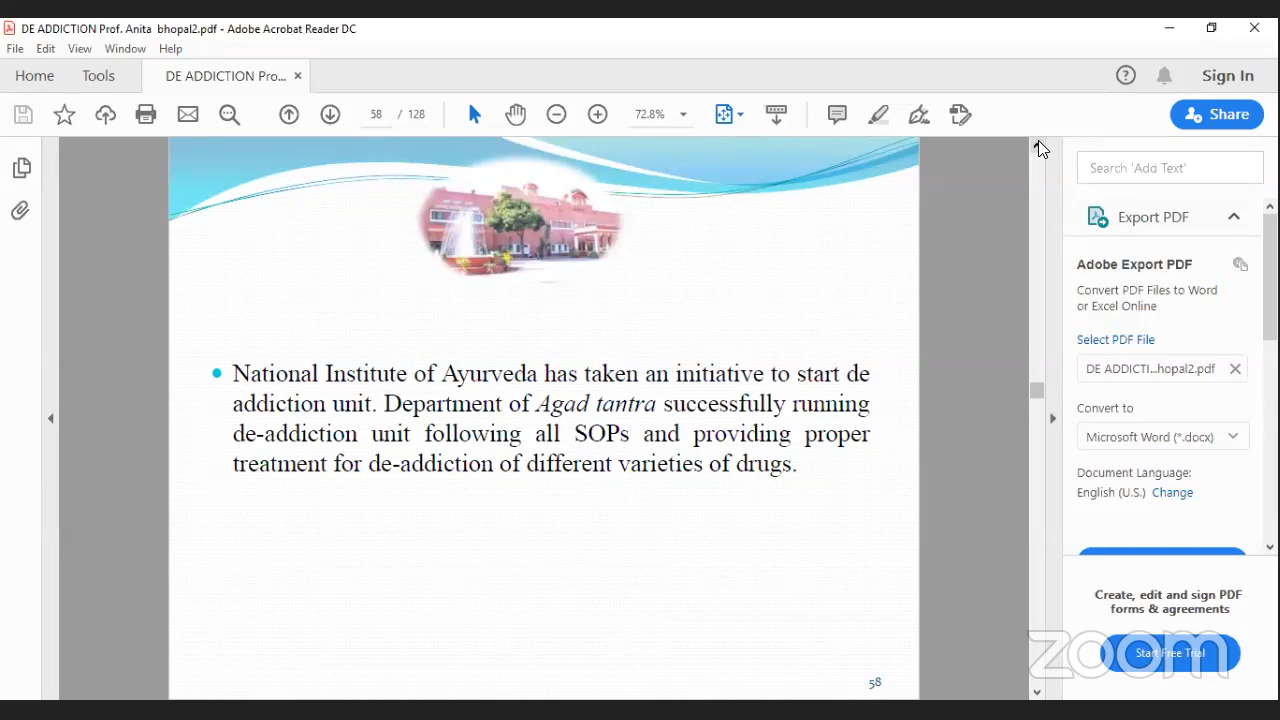 DE ADDICTION Prof. Anita bhopal2.pdf - Adobe Acrobat Reader DC
File Edit View Window Help
Home Tools DE ADDICTION Pro... ×
? Sign In
58 / 128 72.8% Share
Search 'Add Text'
Export PDF
Adobe Export PDF
Convert PDF Files to Word
or Excel Online
Select PDF File
DE ADDICTI...hopal2.pdf
Convert to
Microsoft Word (*.docx)
Document Language:
English (U.S.) Change
Create, edit and sign PDF
forms & agreements
Start Free Trial
zoom
• National Institute of Ayurveda has taken an initiative to start de
addiction unit. Department of Agad tantra successfully running
de-addiction unit following all SOPs and providing proper
treatment for de-addiction of different varieties of drugs.
58